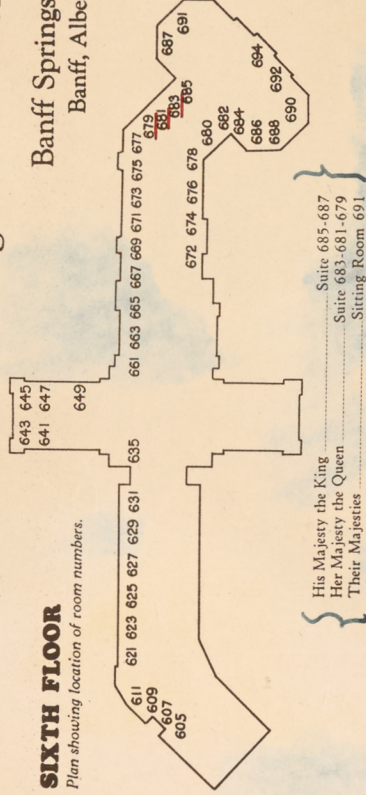 Banff Springs
Banff, Albe
SIXTH FLOOR
Plan showing location of room numbers.
643 645
641 647
649
611
609
607
605
621 623 625 627 629 631
635
661 663 665 667 669 671 673 675 677
679
681
683
685
687
691
672 674 676 678
680
682
684
686
688
690
692
694
His Majesty the King Suite 685-687
Her Majesty the Queen Suite 683-681-679
Their Majesties Sitting Room 691